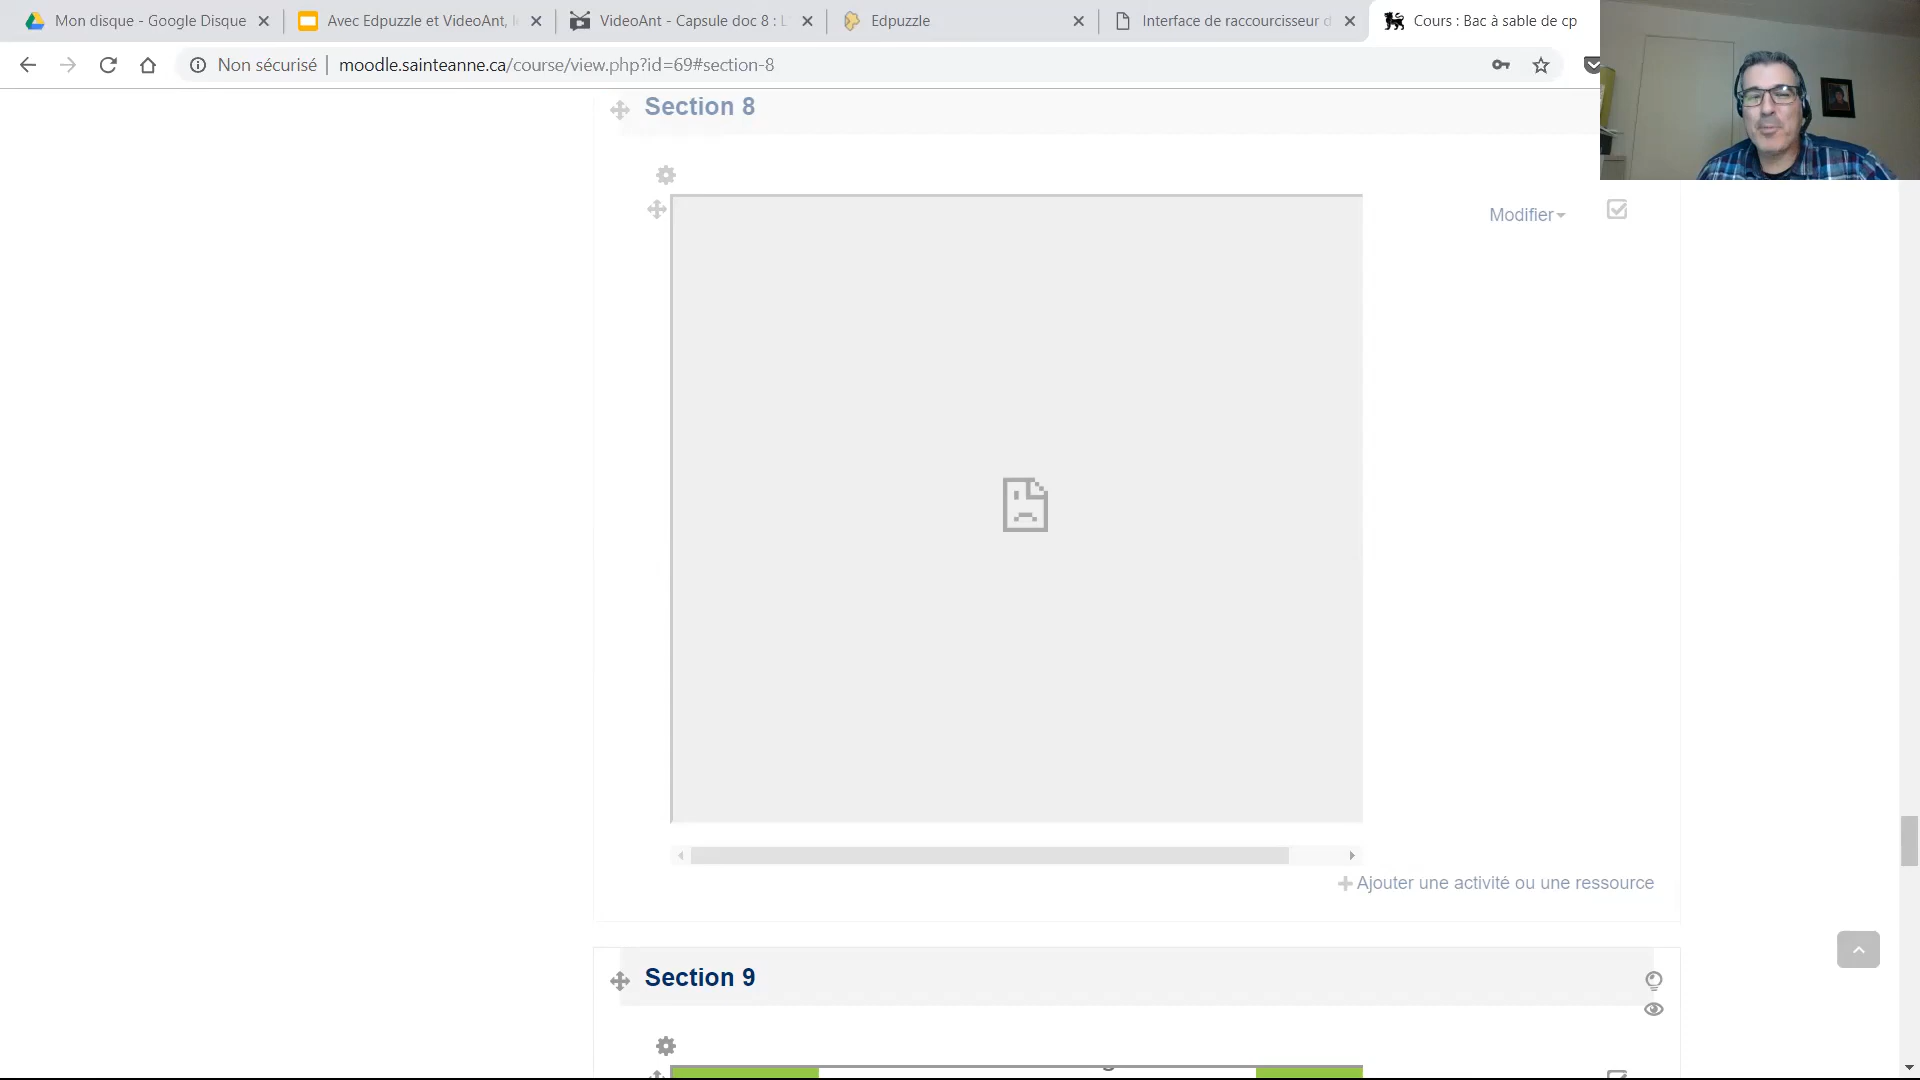 Mon disque - Google Disque
Avec Edpuzzle et VideoAnt,
VideoAnt - Capsule doc 8 :
Edpuzzle
Interface de raccourcisseur
Cours : Bac à sable de cp
Non sécurisé
moodle.sainteanne.ca/course/view.php?id=69#section-8
Section 8
Modifier
Ajouter une activité ou une ressource
Section 9